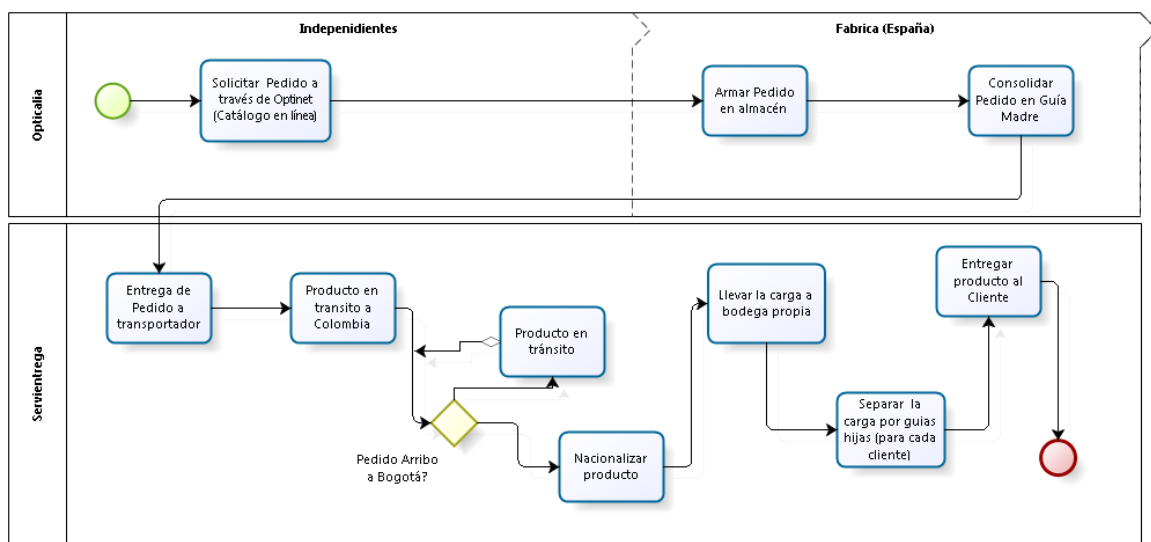 Indepenidientes
Fabrica (España)
Opticalia
Solicitar Pedido a
través de Optinet
(Catálogo en línea)
Armar Pedido
en almacén
Consolidar
Pedido en Guía
Madre
Servientrega
Entrega de
Pedido a
transportador
Producto en
transito a
Colombia
Producto en
tránsito
Pedido Arribo
a Bogotá?
Nacionalizar
producto
Llevar la carga a
bodega propia
Separar la
carga por guias
hijas (para cada
cliente)
Entregar
producto al
Cliente